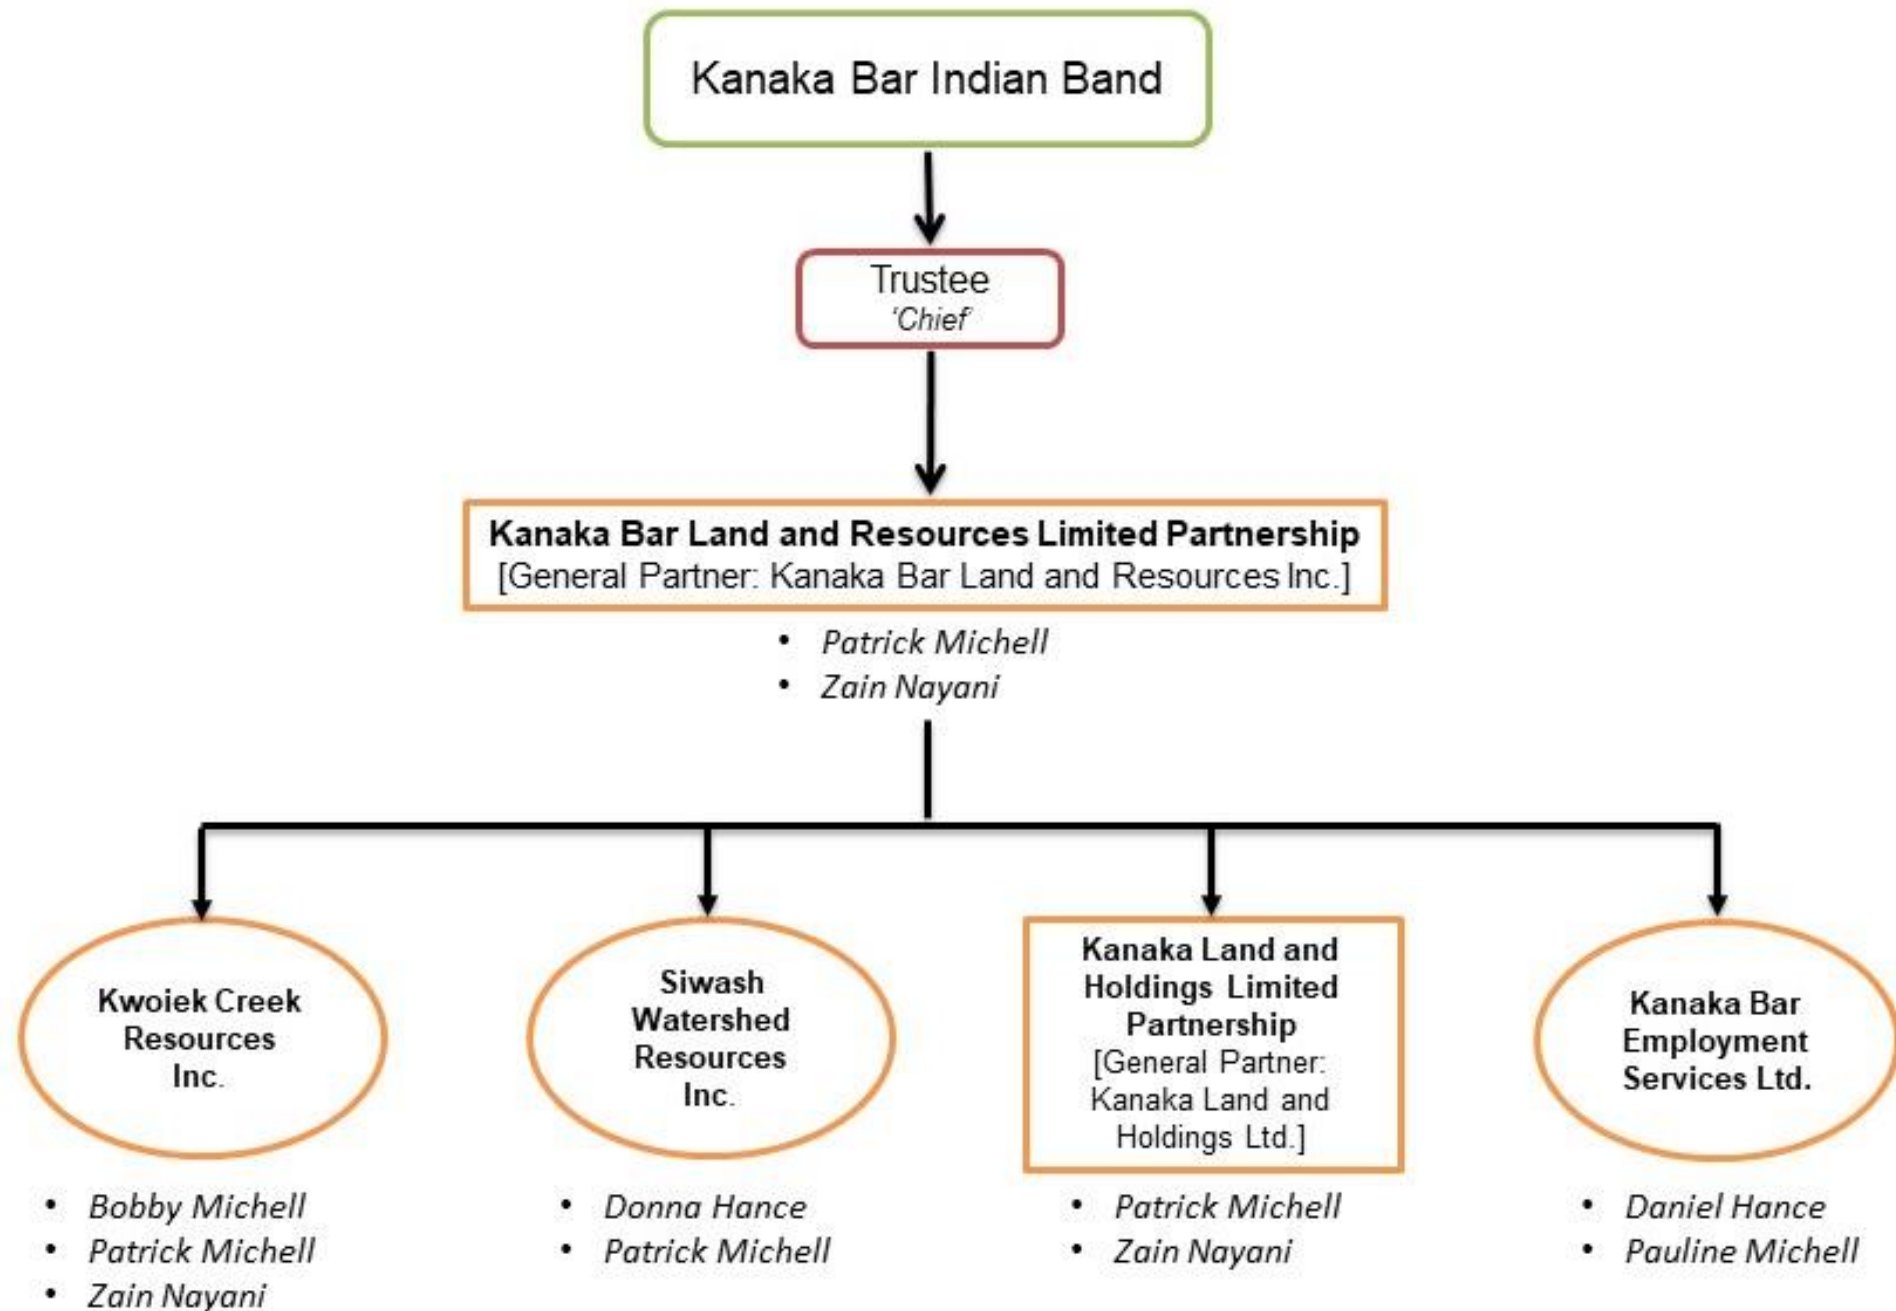 Kanaka Bar Indian Band
Trustee
‘Chief’
Kanaka Bar Land and Resources Limited Partnership
[General Partner: Kanaka Bar Land and Resources Inc.]
• Patrick Michell
• Zain Nayani
Kwoiek Creek
Resources
Inc.
• Bobby Michell
• Patrick Michell
• Zain Nayani
Siwash
Watershed
Resources
Inc.
• Donna Hance
• Patrick Michell
Kanaka Land and
Holdings Limited
Partnership
[General Partner:
Kanaka Land and
Holdings Ltd.]
• Patrick Michell
• Zain Nayani
Kanaka Bar
Employment
Services Ltd.
• Daniel Hance
• Pauline Michell